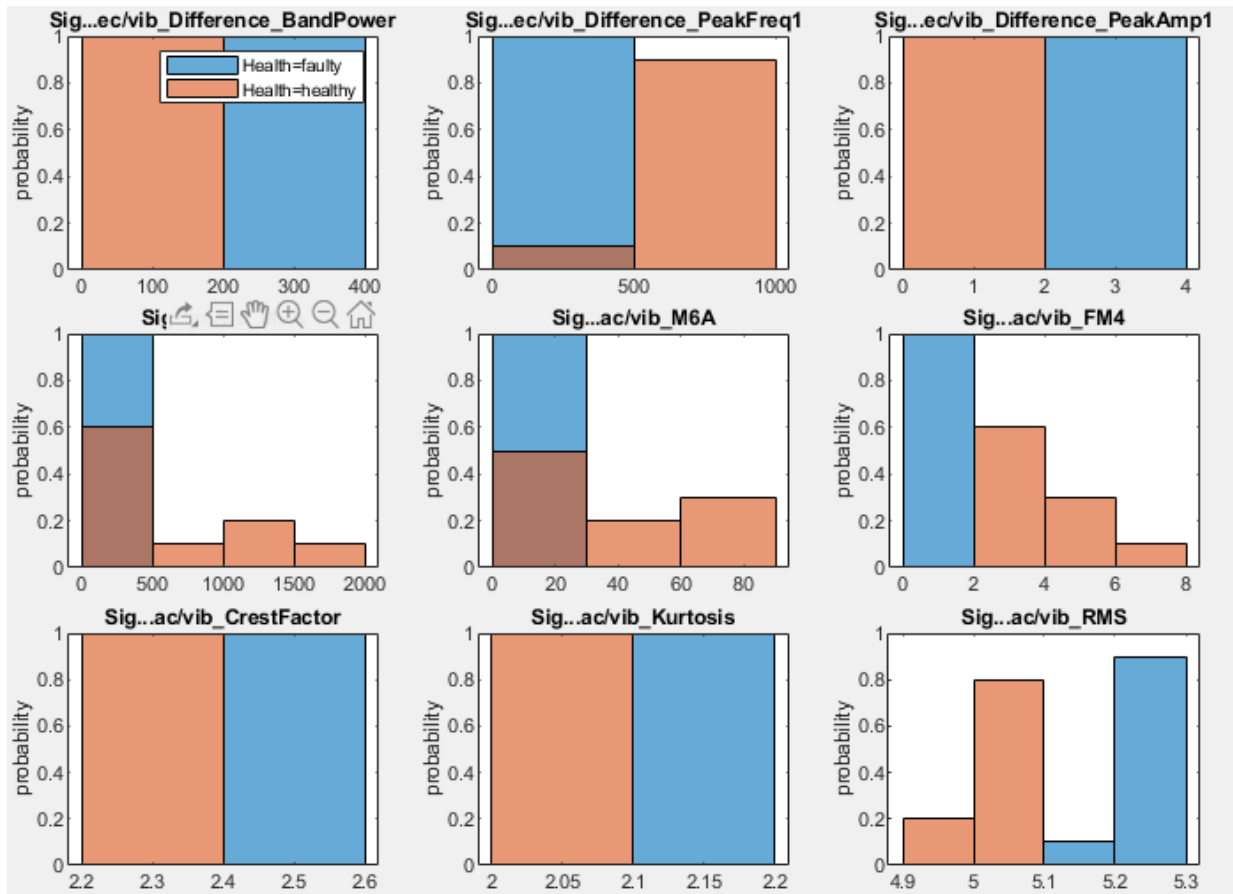 Sig...ec/vib_Difference_BandPower
Sig...ec/vib_Difference_PeakFreq1
Sig...ec/vib_Difference_PeakAmp1
probability
1
0.8
0.6
0.4
0.2
0
Health=faulty
Health=healthy
0 100 200 300 400
probability
1
0.8
0.6
0.4
0.2
0
0 500 1000
probability
1
0.8
0.6
0.4
0.2
0
0 1 2 3 4
Sig
Sig...ac/vib_M6A
Sig...ac/vib_FM4
probability
1
0.8
0.6
0.4
0.2
0
0 500 1000 1500 2000
probability
1
0.8
0.6
0.4
0.2
0
0 20 40 60 80
probability
1
0.8
0.6
0.4
0.2
0
0 2 4 6 8
Sig...ac/vib_CrestFactor
Sig...ac/vib_Kurtosis
Sig...ac/vib_RMS
probability
1
0.8
0.6
0.4
0.2
0
2.2 2.3 2.4 2.5 2.6
probability
1
0.8
0.6
0.4
0.2
0
2 2.05 2.1 2.15 2.2
probability
1
0.8
0.6
0.4
0.2
0
4.9 5 5.1 5.2 5.3